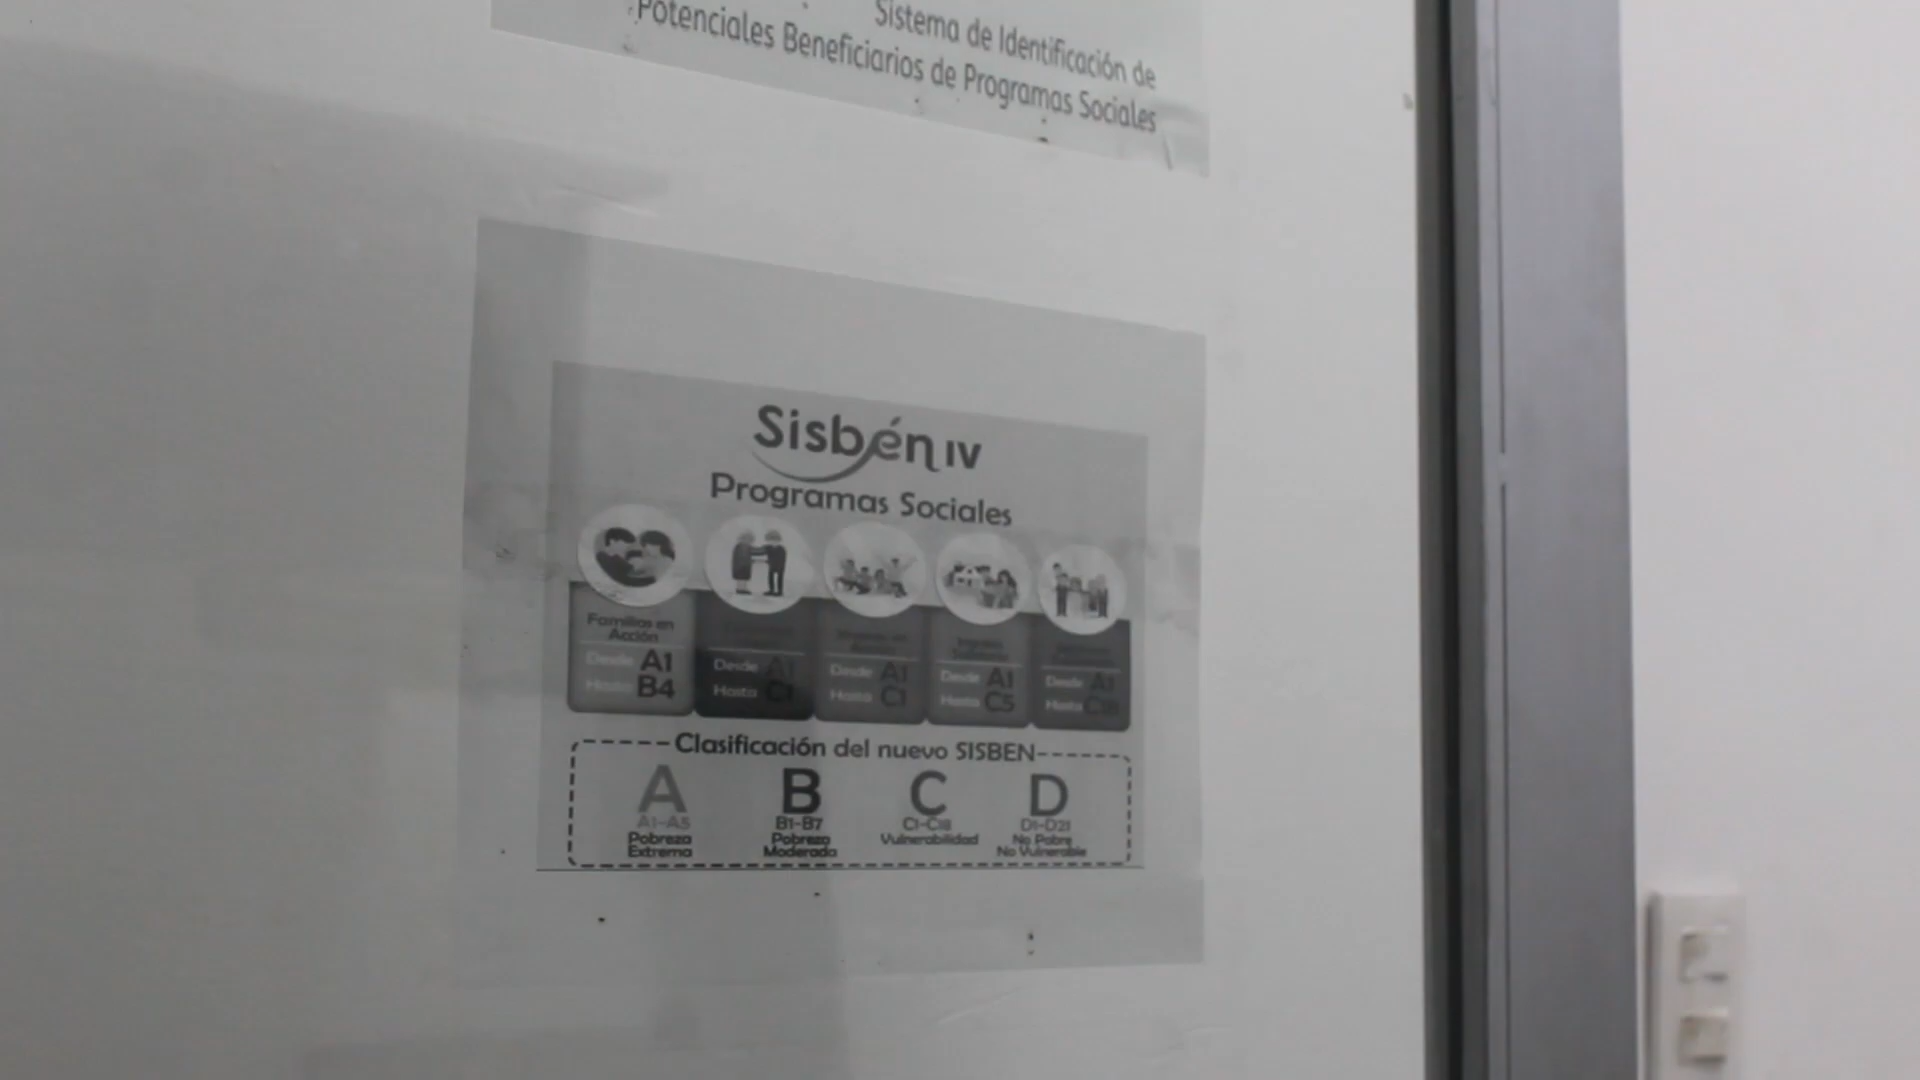 Sistema de Identificación de
Potenciales Beneficiarios de Programas Sociales
Sisbén IV
Programas Sociales
Familias en
Acción
Desde A1
Hasta B4
Desde A1
Hasta C1
Desde A1
Hasta C1
Desde A1
Hasta C5
Desde A1
Hasta C18
Clasificación del nuevo SISBEN
A
A1-A5
Pobreza
Extrema
B
B1-B7
Pobreza
Moderada
C
C1-C18
Vulnerabilidad
D
D1-D21
No Pobre
No Vulnerable